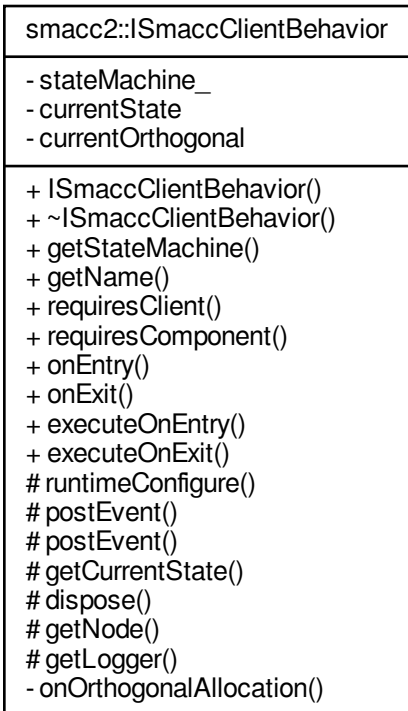 smacc2::ISmaccClientBehavior
- stateMachine_
- currentState
- currentOrthogonal
+ ISmaccClientBehavior()
+ ~ISmaccClientBehavior()
+ getStateMachine()
+ getName()
+ requiresClient()
+ requiresComponent()
+ onEntry()
+ onExit()
+ executeOnEntry()
+ executeOnExit()
# runtimeConfigure()
# postEvent()
# postEvent()
# getCurrentState()
# dispose()
# getNode()
# getLogger()
- onOrthogonalAllocation()